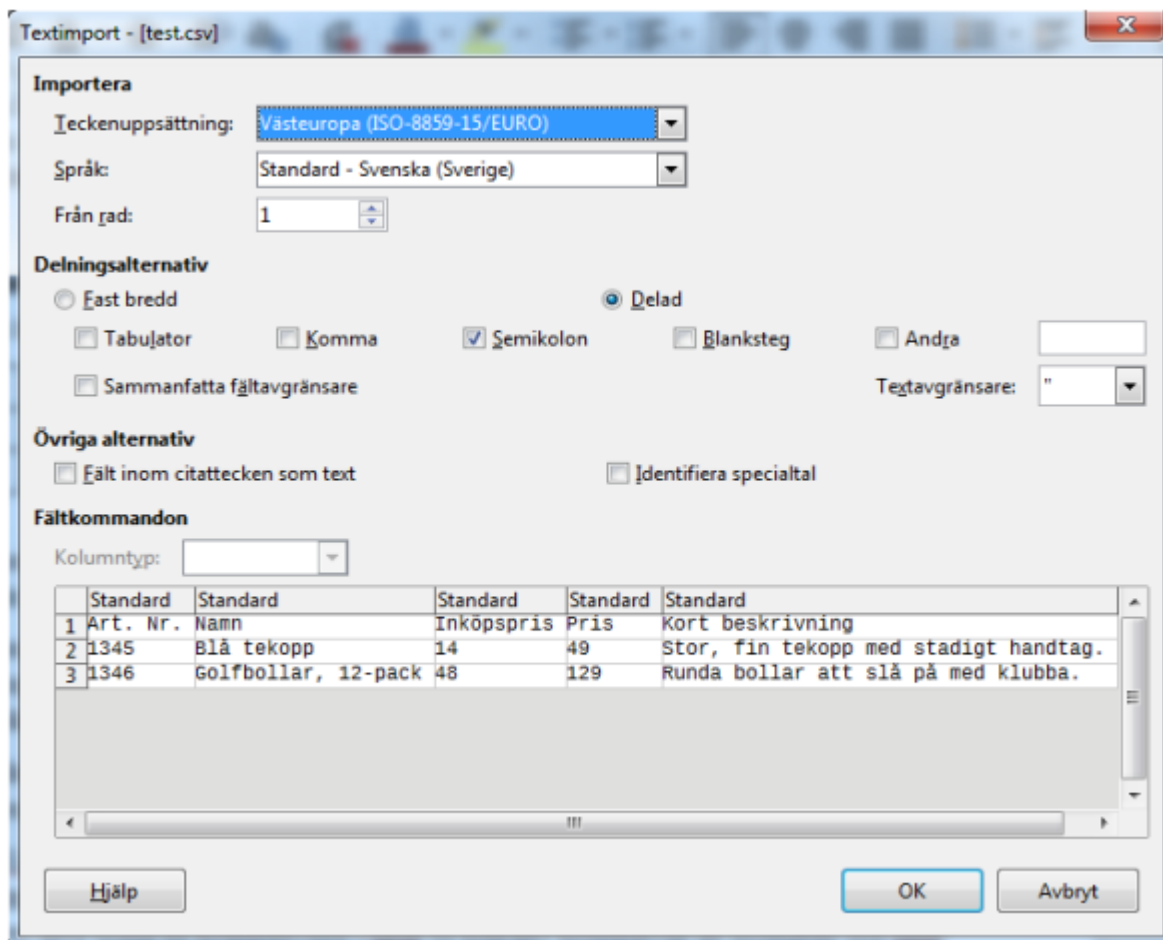 Textimport - [test.csv]
Importera
Teckenuppsättning: Västeuropa (ISO-8859-15/EURO)
Språk: Standard - Svenska (Sverige)
Från rad: 1
Delningsalternativ
Fast bredd Delad
Tabulator Komma Semikolon Blanksteg Andra
Sammanfatta fältavgränsare Textavgränsare: "
Övriga alternativ
Fält inom citattecken som text Identifiera specialtal
Fältkommandon
Kolumntyp:
Standard Standard Standard Standard Standard
1 Art. Nr. Namn Inköpspris Pris Kort beskrivning
2 1345 Blå tekopp 14 49 Stor, fin tekopp med stadigt handtag.
3 1346 Golfbollar, 12-pack 48 129 Runda bollar att slå på med klubba.
Hjälp OK Avbryt